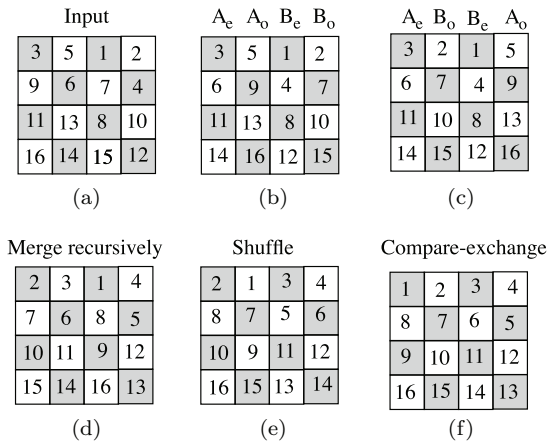 Input
3 5 1 2
9 6 7 4
11 13 8 10
16 14 15 12
(a)
Ae Ao Be Bo
3 5 1 2
6 9 4 7
11 13 8 10
14 16 12 15
(b)
Ae Bo Be Ao
3 2 1 5
6 7 4 9
11 10 8 13
14 15 12 16
(c)
Merge recursively
2 3 1 4
7 6 8 5
10 11 9 12
15 14 16 13
(d)
Shuffle
2 1 3 4
8 7 5 6
10 9 11 12
16 15 13 14
(e)
Compare-exchange
1 2 3 4
8 7 6 5
9 10 11 12
16 15 14 13
(f)